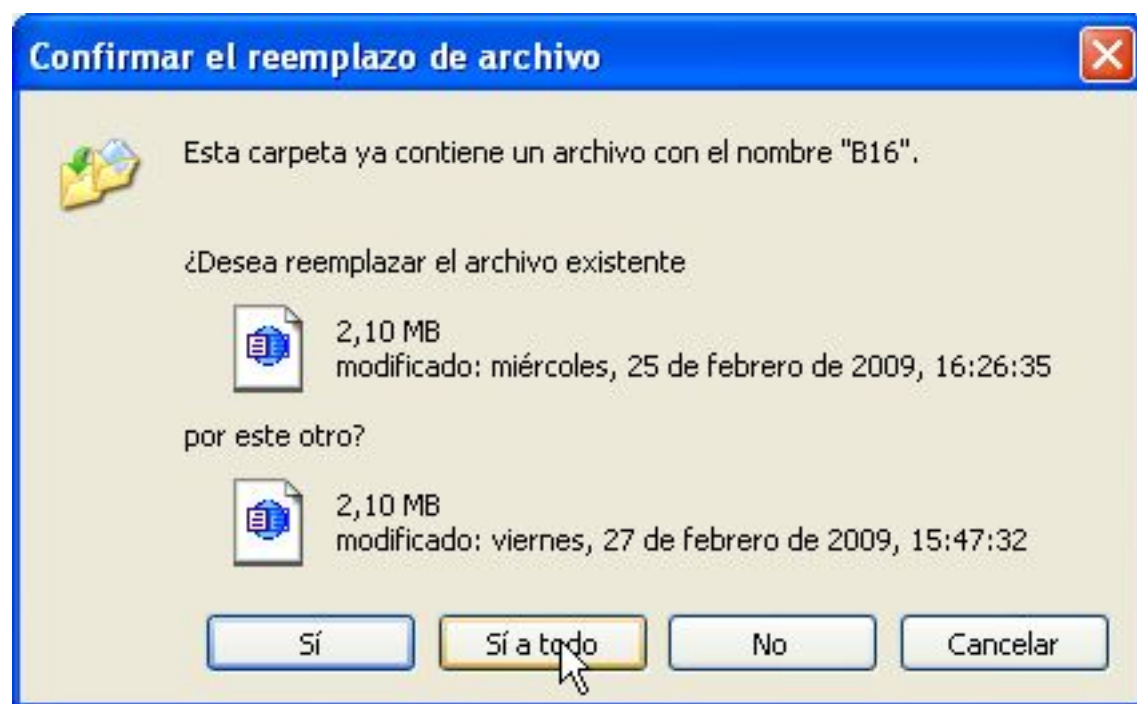 Confirmar el reemplazo de archivo
Esta carpeta ya contiene un archivo con el nombre "B16".
¿Desea reemplazar el archivo existente
2,10 MB
modificado: miércoles, 25 de febrero de 2009, 16:26:35
por este otro?
2,10 MB
modificado: viernes, 27 de febrero de 2009, 15:47:32
Sí Sí a todo No Cancelar